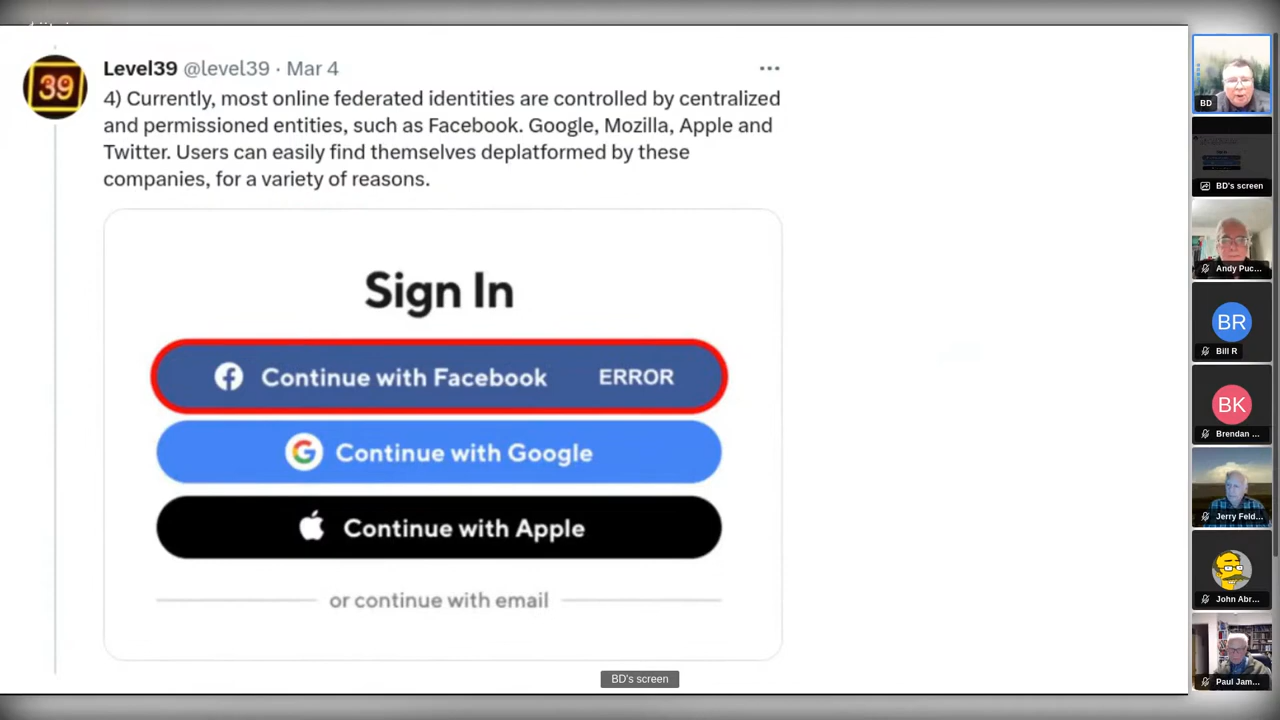 Level39 @level39 · Mar 4
4) Currently, most online federated identities are controlled by centralized
and permissioned entities, such as Facebook. Google, Mozilla, Apple and
Twitter. Users can easily find themselves deplatformed by these
companies, for a variety of reasons.
39
Sign In
Continue with Facebook ERROR
Continue with Google
Continue with Apple
or continue with email
BD's screen
BD
BD's screen
Andy Puc...
BR
Bill R
BK
Brendan ...
Jerry Feld...
John Abr...
Paul Jam...